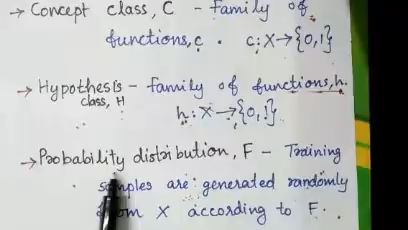 → Concept class, C - Family of
functions, c . c: X→{0,1}
→ Hypothesis - family of functions, h.
class, H
h: X→{0,1}
→ Probability distribution, F - Training
samples are generated randomly
from X according to F.